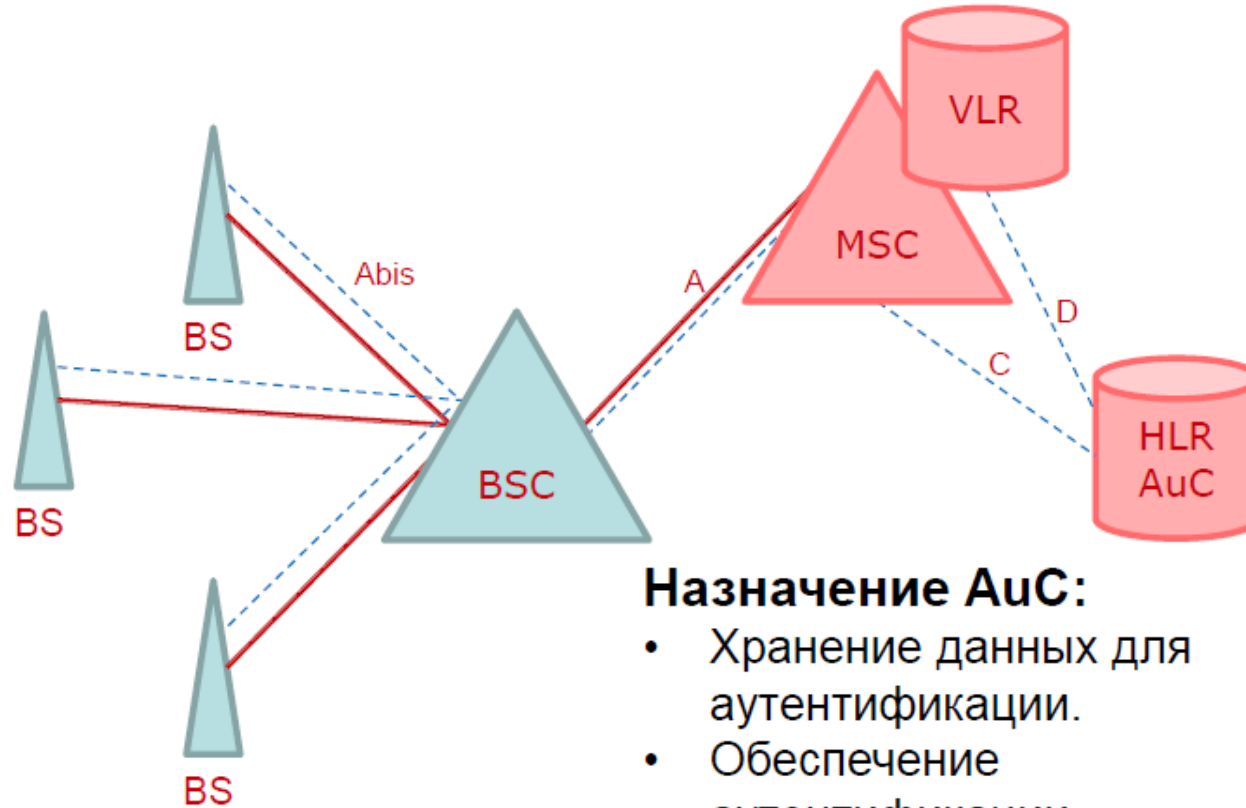 VLR
MSC
Abis
A
BS
D
C
HLR
AuC
BSC
BS
Назначение AuC:
• Хранение данных для
аутентификации.
• Обеспечение
BS